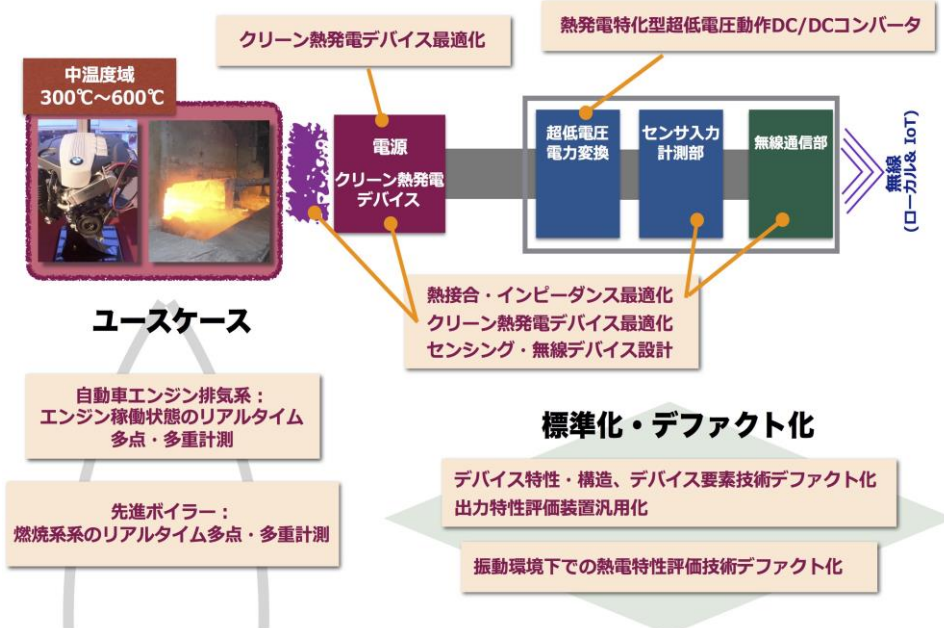 クリーン熱発電デバイス最適化
熱発電特化型超低電圧動作DC/DCコンバータ
中温度域
300℃～600℃
電源
クリーン熱発電
デバイス
超低電圧
電力変換
センサ入力
計測部
無線通信部
無線
(ローカル& IoT)
熱接合・インピーダンス最適化
クリーン熱発電デバイス最適化
センシング・無線デバイス設計
ユースケース
自動車エンジン排気系：
エンジン稼働状態のリアルタイム
多点・多重計測
先進ボイラー：
燃焼系系のリアルタイム多点・多重計測
標準化・デファクト化
デバイス特性・構造、デバイス要素技術デファクト化
出力特性評価装置汎用化
振動環境下での熱電特性評価技術デファクト化